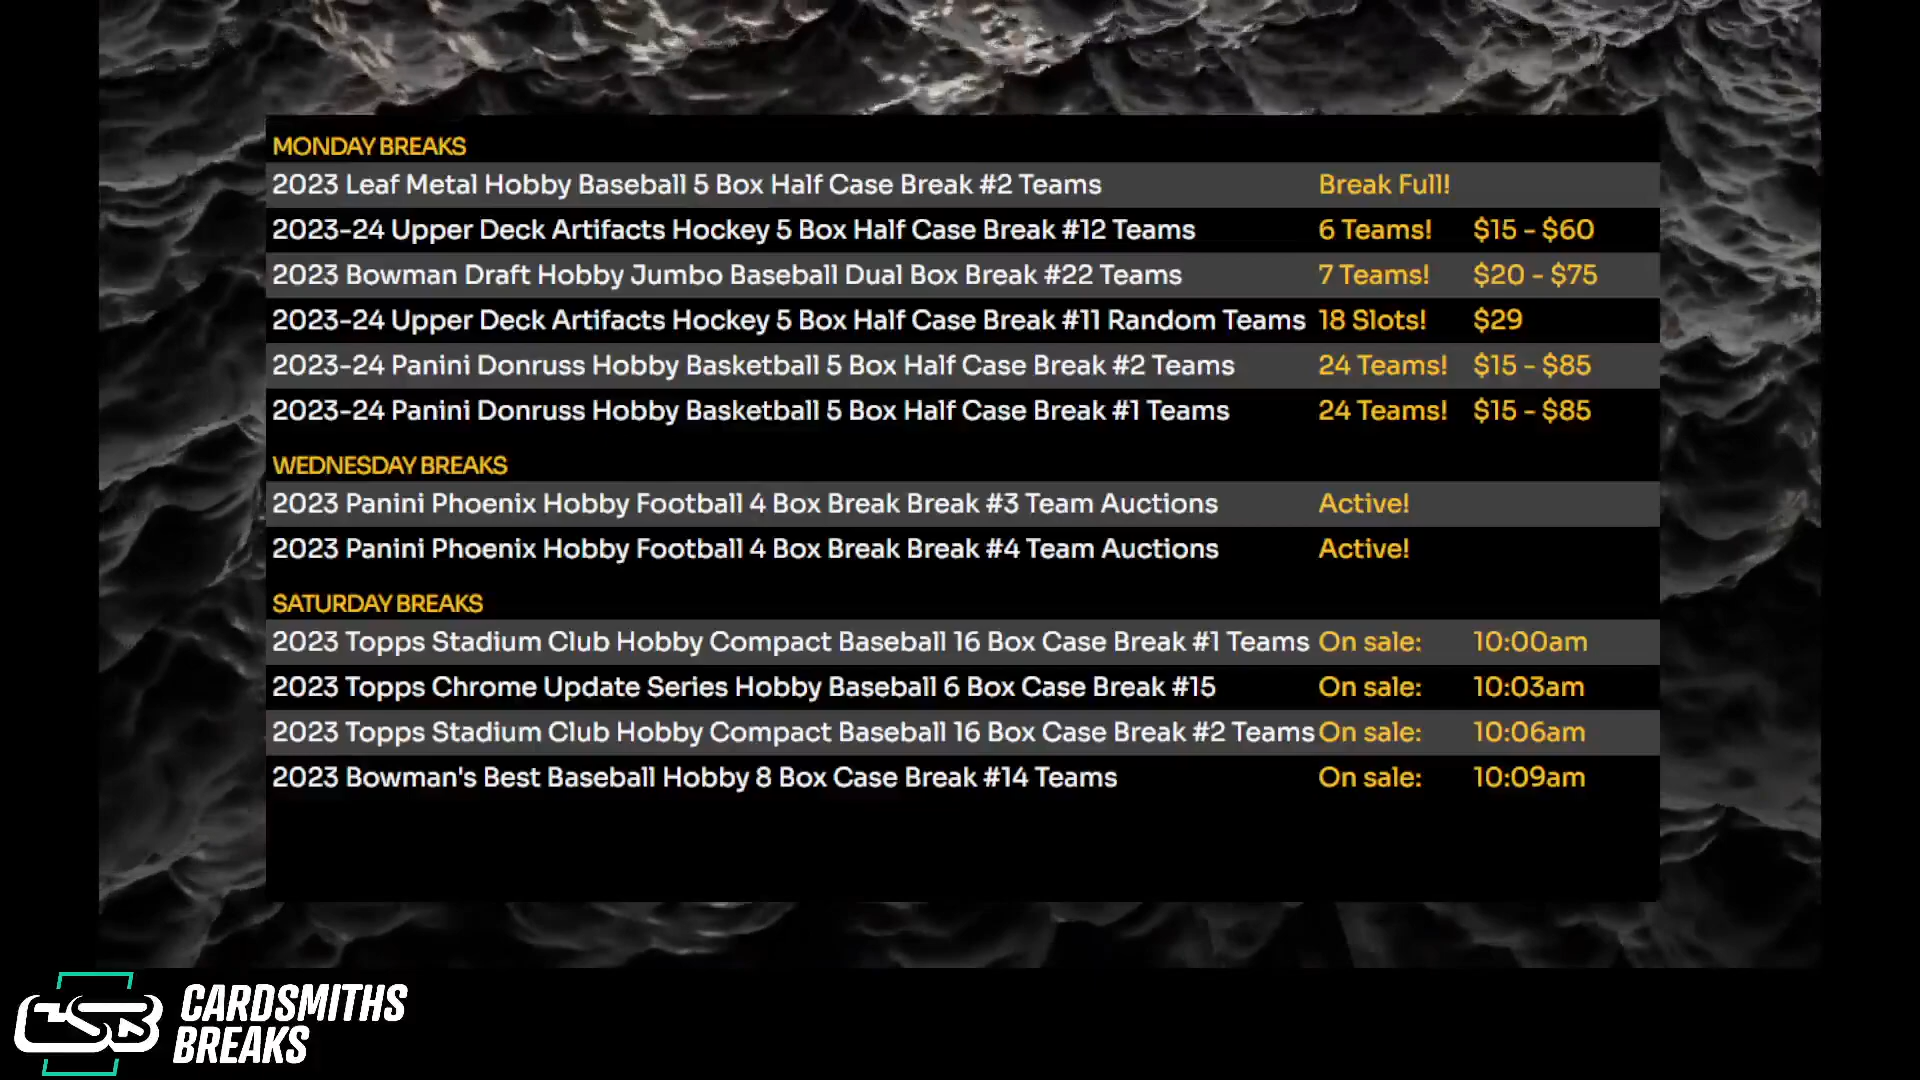 MONDAY BREAKS
2023 Leaf Metal Hobby Baseball 5 Box Half Case Break #2 Teams Break Full!
2023-24 Upper Deck Artifacts Hockey 5 Box Half Case Break #12 Teams 6 Teams! $15 - $60
2023 Bowman Draft Hobby Jumbo Baseball Dual Box Break #22 Teams 7 Teams! $20 - $75
2023-24 Upper Deck Artifacts Hockey 5 Box Half Case Break #11 Random Teams 18 Slots! $29
2023-24 Panini Donruss Hobby Basketball 5 Box Half Case Break #2 Teams 24 Teams! $15 - $85
2023-24 Panini Donruss Hobby Basketball 5 Box Half Case Break #1 Teams 24 Teams! $15 - $85
WEDNESDAY BREAKS
2023 Panini Phoenix Hobby Football 4 Box Break Break #3 Team Auctions Active!
2023 Panini Phoenix Hobby Football 4 Box Break Break #4 Team Auctions Active!
SATURDAY BREAKS
2023 Topps Stadium Club Hobby Compact Baseball 16 Box Case Break #1 Teams On sale: 10:00am
2023 Topps Chrome Update Series Hobby Baseball 6 Box Case Break #15 On sale: 10:03am
2023 Topps Stadium Club Hobby Compact Baseball 16 Box Case Break #2 Teams On sale: 10:06am
2023 Bowman's Best Baseball Hobby 8 Box Case Break #14 Teams On sale: 10:09am
CSB CARDSMITHS
BREAKS